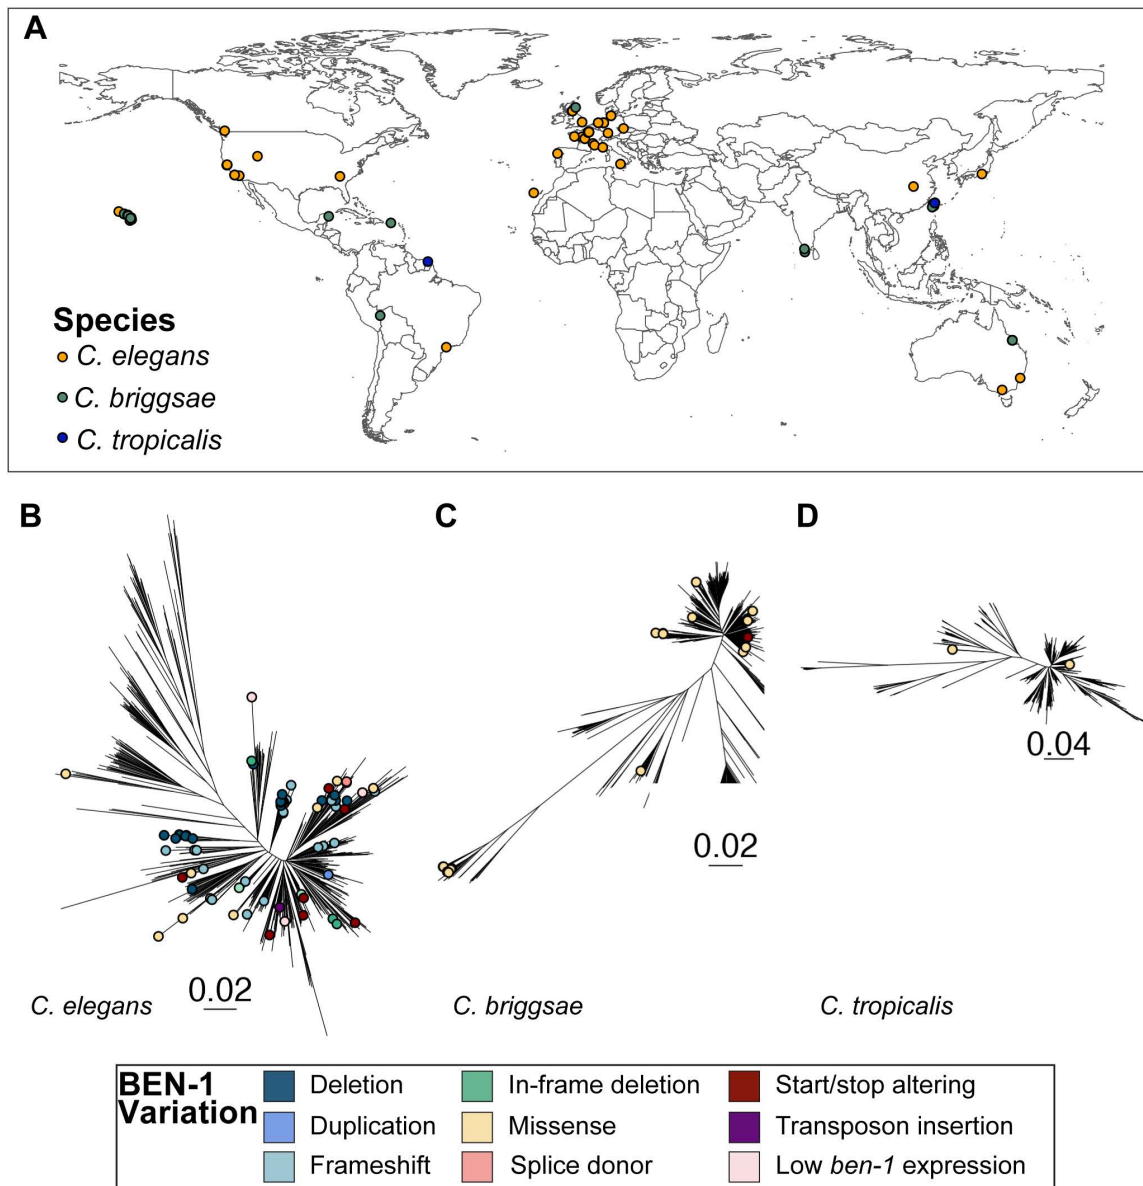 A
Species
C. elegans
C. briggsae
C. tropicalis
B
C
D
0.02
0.02
0.04
C. elegans
C. briggsae
C. tropicalis
BEN-1
Variation
Deletion
In-frame deletion
Start/stop altering
Duplication
Missense
Transposon insertion
Frameshift
Splice donor
Low ben-1 expression